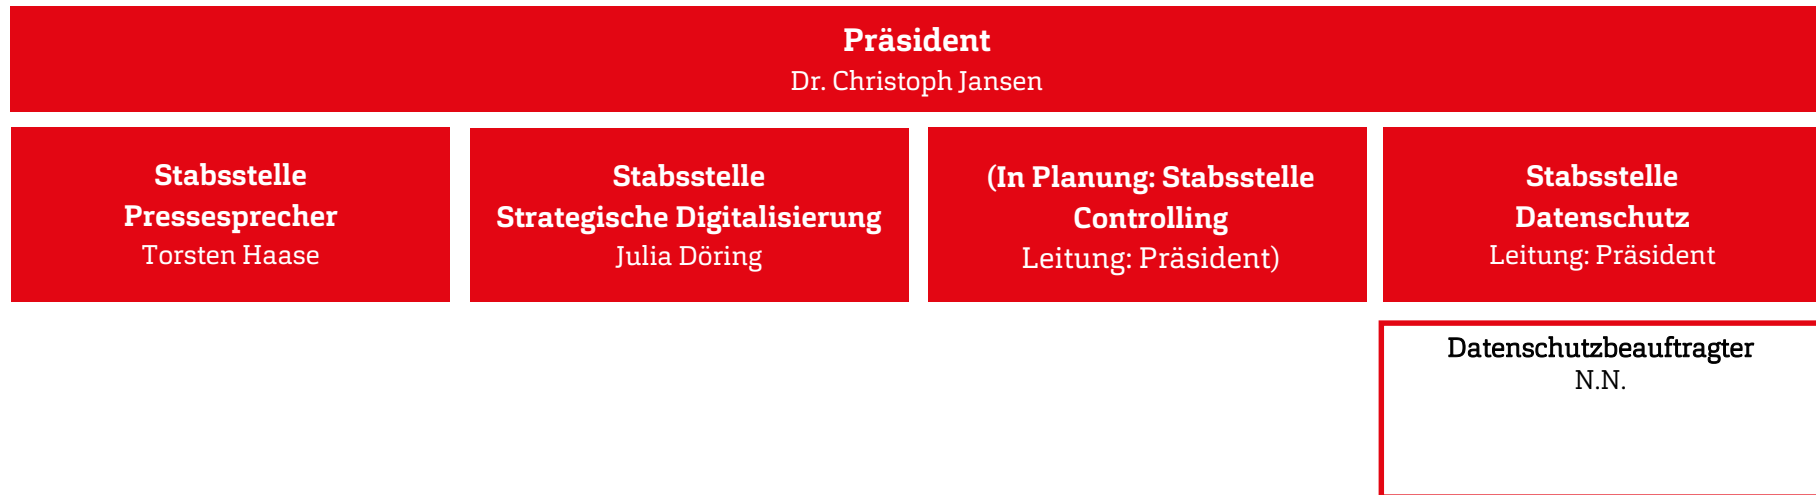 Präsident
Dr. Christoph Jansen
Stabsstelle
Pressesprecher
Torsten Haase
Stabsstelle
Strategische Digitalisierung
Julia Döring
(In Planung: Stabsstelle
Controlling
Leitung: Präsident)
Stabsstelle
Datenschutz
Leitung: Präsident
Datenschutzbeauftragter
N.N.